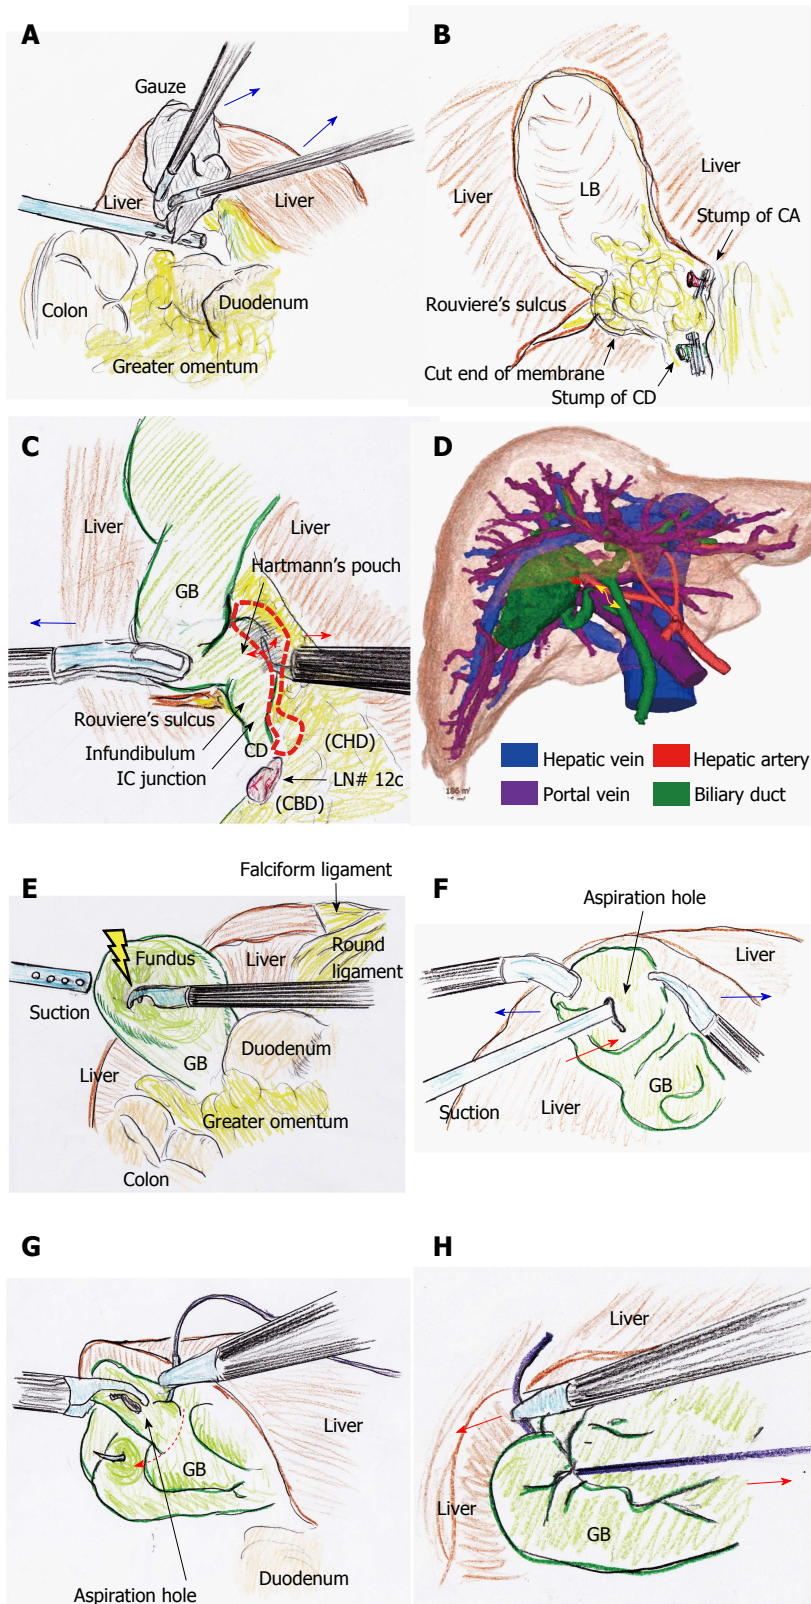 A
Gauze
Liver
Liver
Colon
Duodenum
Greater omentum
B
Liver
LB
Liver
Stump of CA
Rouviere's sulcus
Cut end of membrane
Stump of CD
C
Liver
Liver
Hartmann's pouch
GB
Rouviere's sulcus
Infundibulum
IC junction
CD
(CHD)
LN# 12c
(CBD)
D
Hepatic vein
Hepatic artery
Portal vein
Biliary duct
E
Falciform ligament
Fundus
Liver
Round
ligament
Suction
Duodenum
Liver
GB
Greater omentum
Colon
F
Aspiration hole
Liver
GB
Suction
Liver
G
Liver
GB
Aspiration hole
Duodenum
H
Liver
Liver
GB